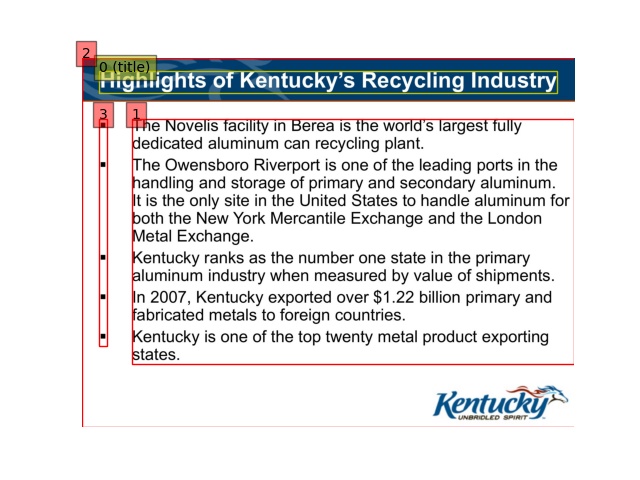 2
0 (title)
Highlights of Kentucky's Recycling Industry
3
1
▪ The Novelis facility in Berea is the world's largest fully
dedicated aluminum can recycling plant.
▪ The Owensboro Riverport is one of the leading ports in the
handling and storage of primary and secondary aluminum.
It is the only site in the United States to handle aluminum for
both the New York Mercantile Exchange and the London
Metal Exchange.
▪ Kentucky ranks as the number one state in the primary
aluminum industry when measured by value of shipments.
▪ In 2007, Kentucky exported over $1.22 billion primary and
fabricated metals to foreign countries.
▪ Kentucky is one of the top twenty metal product exporting
states.
Kentucky
UNBRIDLED SPIRIT